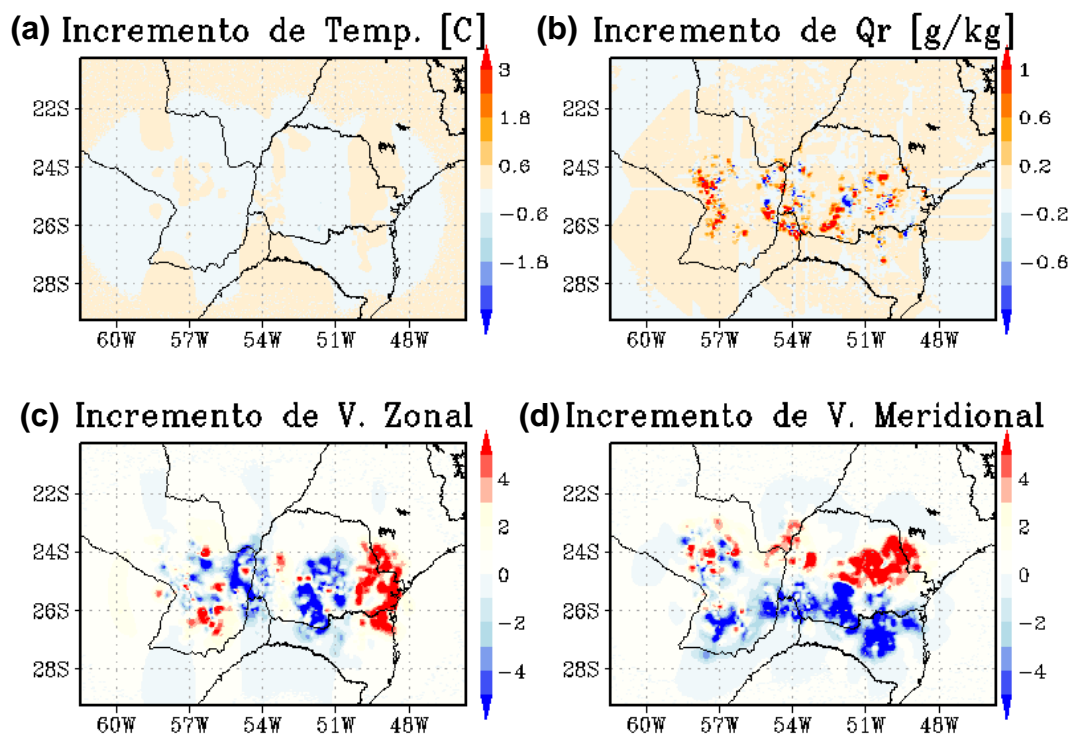 (a) Incremento de Temp. [C]
3
1.8
0.6
−0.6
−1.8
22S
24S
26S
28S
60W 57W 54W 51W 48W
(b) Incremento de Qr [g/kg]
1
0.6
0.2
−0.2
−0.6
22S
24S
26S
28S
60W 57W 54W 51W 48W
(c) Incremento de V. Zonal
4
2
0
−2
−4
22S
24S
26S
28S
60W 57W 54W 51W 48W
(d) Incremento de V. Meridional
4
2
0
−2
−4
22S
24S
26S
28S
60W 57W 54W 51W 48W